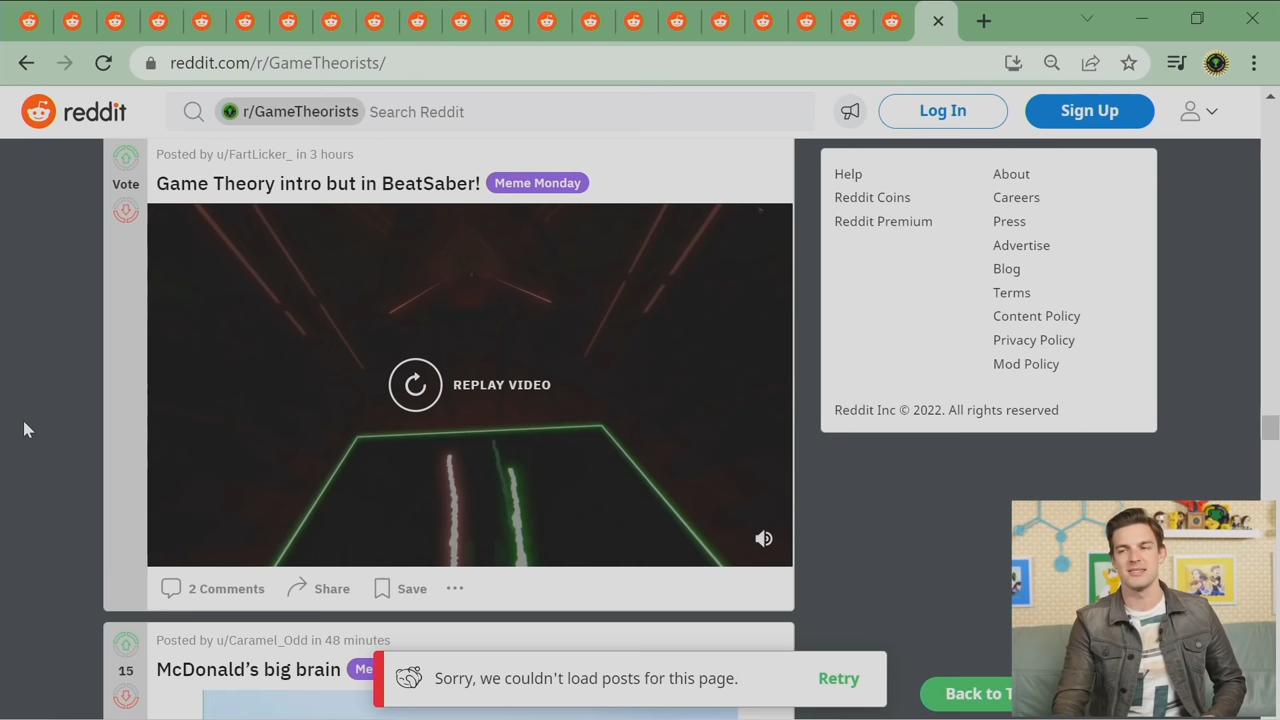 reddit.com/r/GameTheorists/
reddit
r/GameTheorists
Search Reddit
Log In
Sign Up
Posted by u/FartLicker_ in 3 hours
Vote
Game Theory intro but in BeatSaber!
Meme Monday
REPLAY VIDEO
2 Comments
Share
Save
Help
About
Reddit Coins
Careers
Reddit Premium
Press
Advertise
Blog
Terms
Content Policy
Privacy Policy
Mod Policy
Reddit Inc © 2022. All rights reserved
Posted by u/Caramel_Odd in 48 minutes
15
McDonald’s big brain
Me
Sorry, we couldn't load posts for this page.
Retry
Back to T